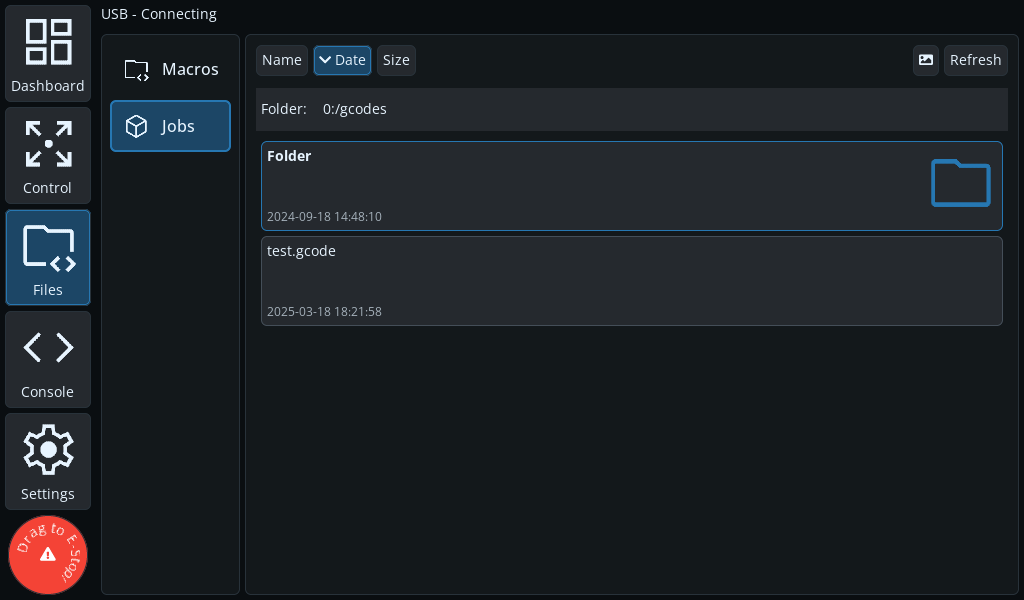 USB - Connecting
Dashboard
Control
Files
Console
Settings
Drag to E-Stop!
Macros
Jobs
Name Date Size Refresh
Folder: 0:/gcodes
Folder
2024-09-18 14:48:10
test.gcode
2025-03-18 18:21:58